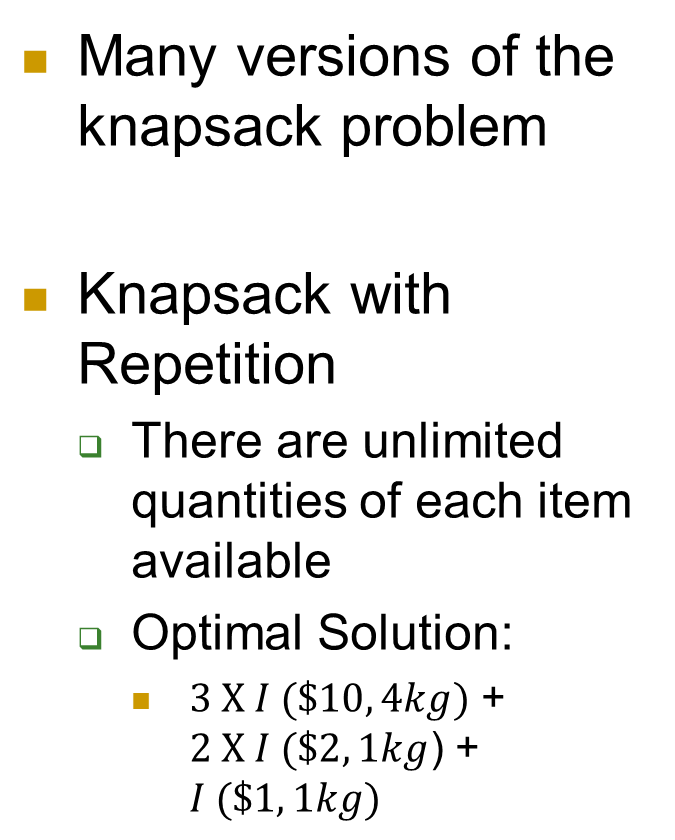 Many versions of the
knapsack problem
Knapsack with
Repetition
There are unlimited
quantities of each item
available
Optimal Solution:
3 X I ($10, 4kg) +
2 X I ($2, 1kg) +
I ($1, 1kg)